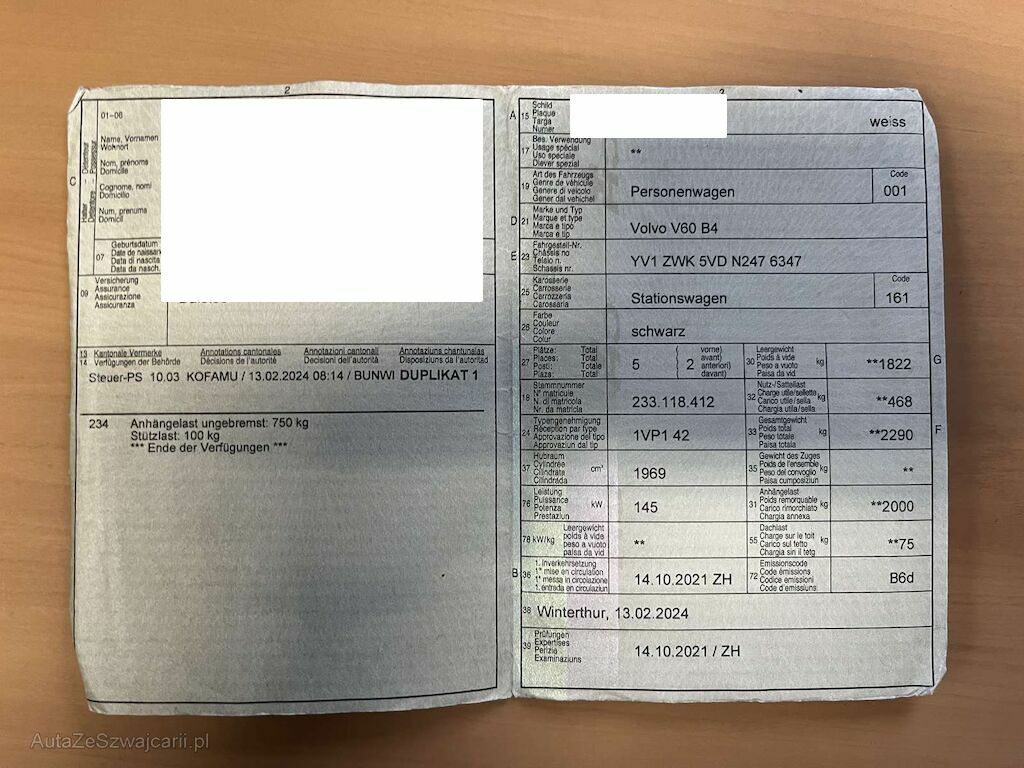 2
01–06
Name, Vornamen
Wohnort
Nom, prénoms
Domicile
Cognome, nomi
Domicilio
Num, prenums
Domicil
C
Halter – Détenteur
Detentore – Possessur
07
Geburtsdatum
Date de naissan
Data di nascita
Data da nasch.
09
Versicherung
Assurance
Assicurazione
Assicuranza
13 Kantonale Vermerke Annotations cantonales Annotazioni cantonali Annotaziuns chantunalas
14 Verfügungen der Behörde Décisions de l'autorité Decisioni dell'autorità Disposiziuns da l'autoritad
Steuer-PS 10.03 KOFAMU / 13.02.2024 08:14 / BUNWI DUPLIKAT 1
234 Anhängelast ungebremst: 750 kg
Stützlast: 100 kg
*** Ende der Verfügungen ***
A 15
Schild
Plaque
Targa
Numer
weiss
17
Bes. Verwendung
Usage spécial
Uso speciale
Diever spezial
**
19
Art des Fahrzeugs
Genre de véhicule
Genere di veicolo
Gener dal vehichel
Personenwagen
Code
001
D 21
Marke und Typ
Marque et type
Marca e tipo
Marca e tip
Volvo V60 B4
E 23
Fahrgestell-Nr.
Châssis no
Telaio n.
Schassis nr.
YV1 ZWK 5VD N247 6347
25
Karosserie
Carrosserie
Carrozzeria
Carossaria
Stationswagen
Code
161
26
Farbe
Couleur
Colore
Colur
schwarz
27
Plätze: Total
Places: Total
Posti: Totale
Plazs: Total
5
2
vorne)
avant)
anteriori)
davant)
30
Leergewicht
Poids à vide
Peso a vuoto
Paisa da vid
kg
**1822
G
18
Stammnummer
N° matricule
N. di matricola
Nr. da matricla
233.118.412
32
Nutz-/Sattellast
Charge utile/sellette
Carico utile/sella
Chargia utila/sella
kg
**468
24
Typengenehmigung
Réception par type
Approvazione del tipo
Approvaziun dal tip
1VP1 42
33
Gesamtgewicht
Poids total
Peso totale
Paisa totala
kg
**2290
F
37
Hubraum
Cylindrée
Cilindrata
Cilindrada
cm³
1969
35
Gewicht des Zuges
Poids de l'ensemble
Peso del convoglio
Paisa cumposiziun
kg
**
76
Leistung
Puissance
Potenza
Prestaziun
kW
145
31
Anhängelast
Poids remorquable
Carico rimorchiato
Chargia annexa
kg
**2000
78 kW/kg
Leergewicht
poids à vide
peso a vuoto
paisa da vid
**
55
Dachlast
Charge sur le toit
Carico sul tetto
Chargia sin il tetg
kg
**75
B 36
1. Inverkehrsetzung
1re mise en circulation
1a messa in circolazione
1. entrada en circulaziun
14.10.2021 ZH
72
Emissionscode
Code émissions
Codice emissioni
Code d'emissiuns
B6d
38 Winterthur, 13.02.2024
39
Prüfungen
Expertises
Perizie
Examinaziuns
14.10.2021 / ZH
AutaZeSzwajcarii.pl